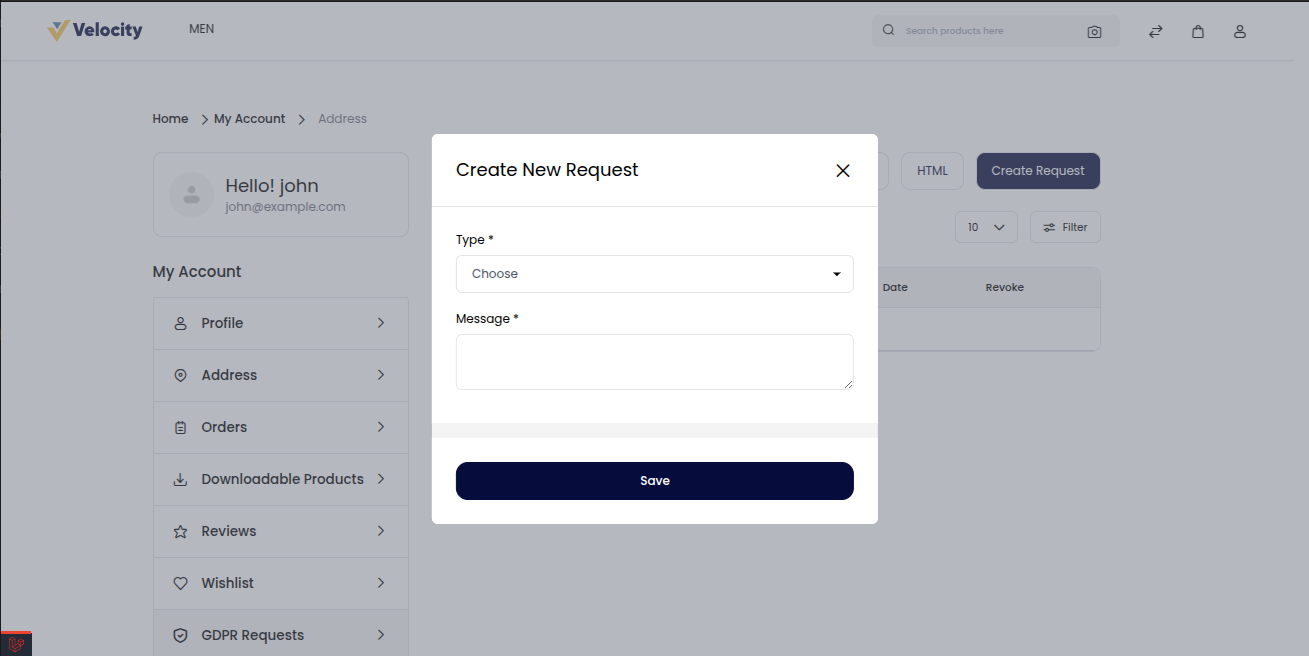 Velocity
MEN
Search products here
Home
My Account
Address
Hello! john
john@example.com
HTML
Create Request
10
Filter
Date
Revoke
My Account
Profile
Address
Orders
Downloadable Products
Reviews
Wishlist
GDPR Requests
Create New Request
Type *
Choose
Message *
Save